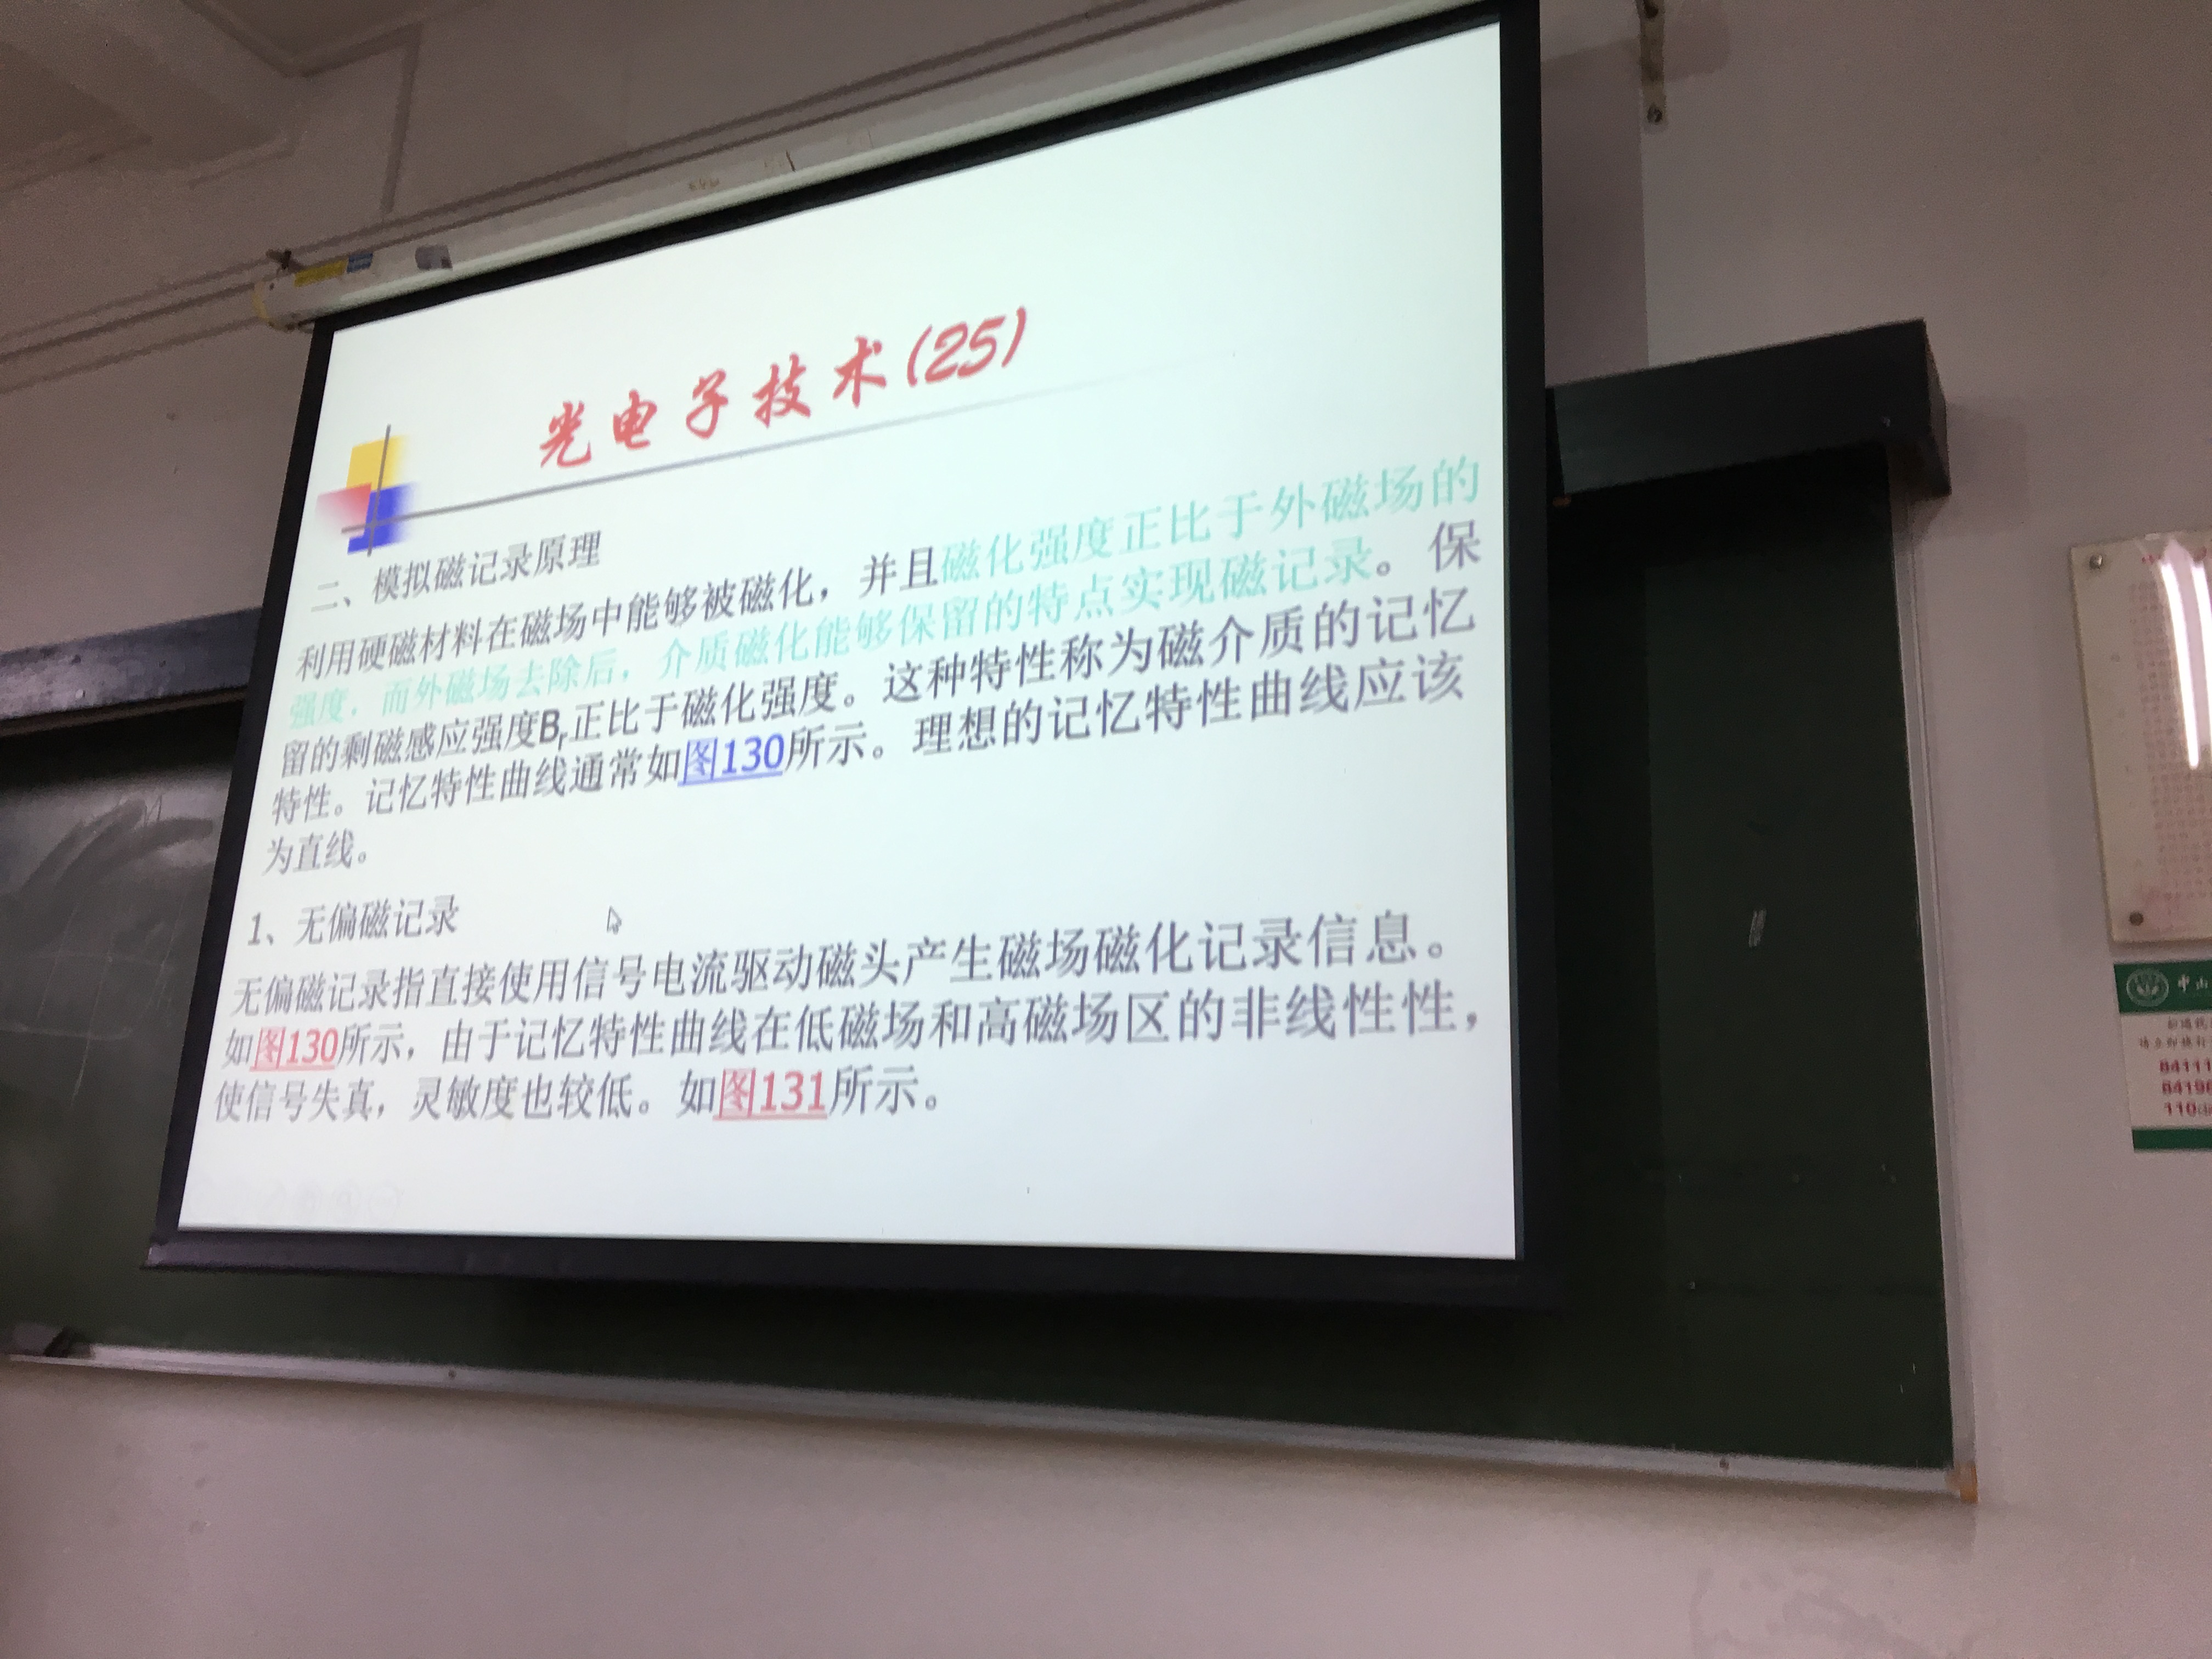 光电子技术(25)
二、模拟磁记录原理
利用硬磁材料在磁场中能够被磁化，并且磁化强度正比于外磁场的
强度，而外磁场去除后，介质磁化能够保留的特点实现磁记录。保
留的剩磁感应强度Br正比于磁化强度。这种特性称为磁介质的记忆
特性。记忆特性曲线通常如图130所示。理想的记忆特性曲线应该
为直线。
1、无偏磁记录
无偏磁记录指直接使用信号电流驱动磁头产生磁场磁化记录信息。
如图130所示，由于记忆特性曲线在低磁场和高磁场区的非线性性，
使信号失真，灵敏度也较低。如图131所示。
中山
84111
110